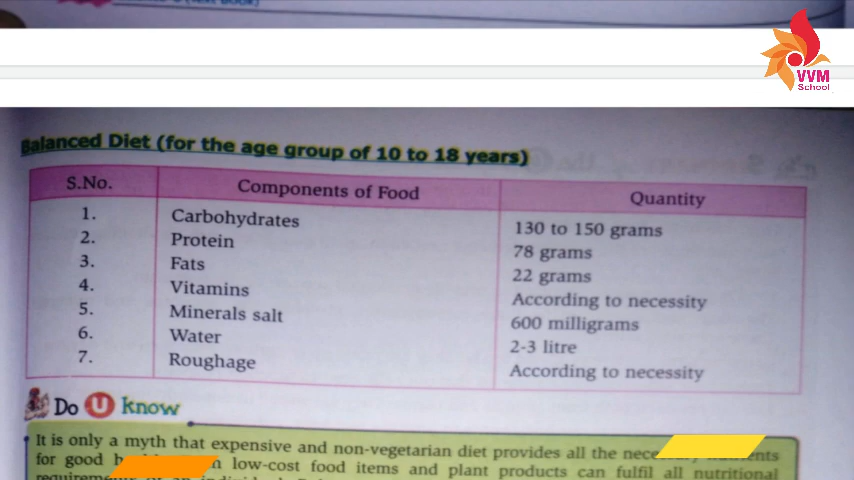 VVM
School
Balanced Diet (for the age group of 10 to 18 years)
S.No. Components of Food Quantity
1. Carbohydrates 130 to 150 grams
2. Protein 78 grams
3. Fats 22 grams
4. Vitamins According to necessity
5. Minerals salt 600 milligrams
6. Water 2-3 litre
7. Roughage According to necessity
Do U know
It is only a myth that expensive and non-vegetarian diet provides all the
for good low-cost food items and plant products can fulfil all nutritional